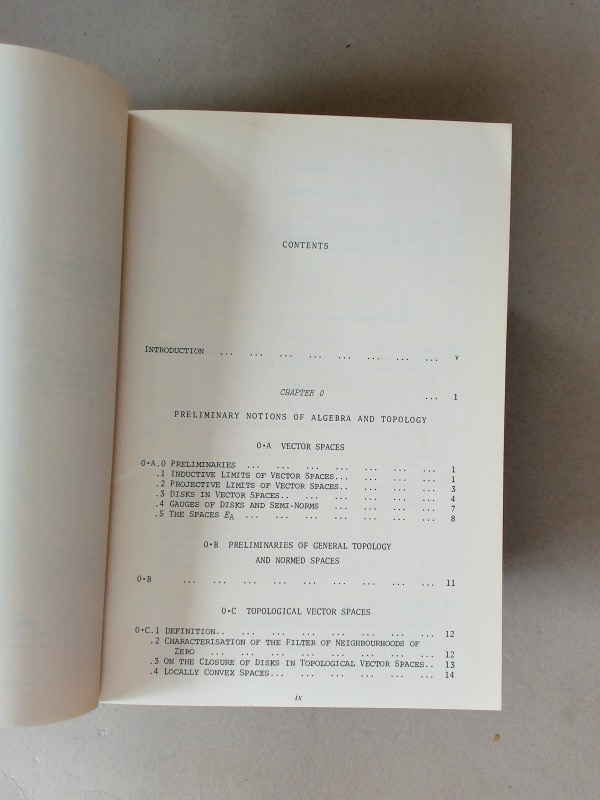 CONTENTS
INTRODUCTION ... ... ... ... ... ... ... ... v
CHAPTER 0 ... 1
PRELIMINARY NOTIONS OF ALGEBRA AND TOPOLOGY
0·A VECTOR SPACES
0·A.0 PRELIMINARIES ... ... ... ... ... ... ... 1
.1 INDUCTIVE LIMITS OF VECTOR SPACES... ... ... ... 1
.2 PROJECTIVE LIMITS OF VECTOR SPACES.. ... ... ... 3
.3 DISKS IN VECTOR SPACES.. ... ... ... ... ... 4
.4 GAUGES OF DISKS AND SEMI-NORMS ... ... ... ... 7
.5 THE SPACES EA ... ... ... ... ... ... ... 8
0·B PRELIMINARIES OF GENERAL TOPOLOGY
AND NORMED SPACES
0·B ... ... ... ... ... ... ... ... ... 11
0·C TOPOLOGICAL VECTOR SPACES
0·C.1 DEFINITION.. ... ... ... ... ... ... ... 12
.2 CHARACTERISATION OF THE FILTER OF NEIGHBOURHOODS OF
ZERO ... ... ... ... ... ... ... ... 12
.3 ON THE CLOSURE OF DISKS IN TOPOLOGICAL VECTOR SPACES.. 13
.4 LOCALLY CONVEX SPACES... ... ... ... ... ... 14
ix